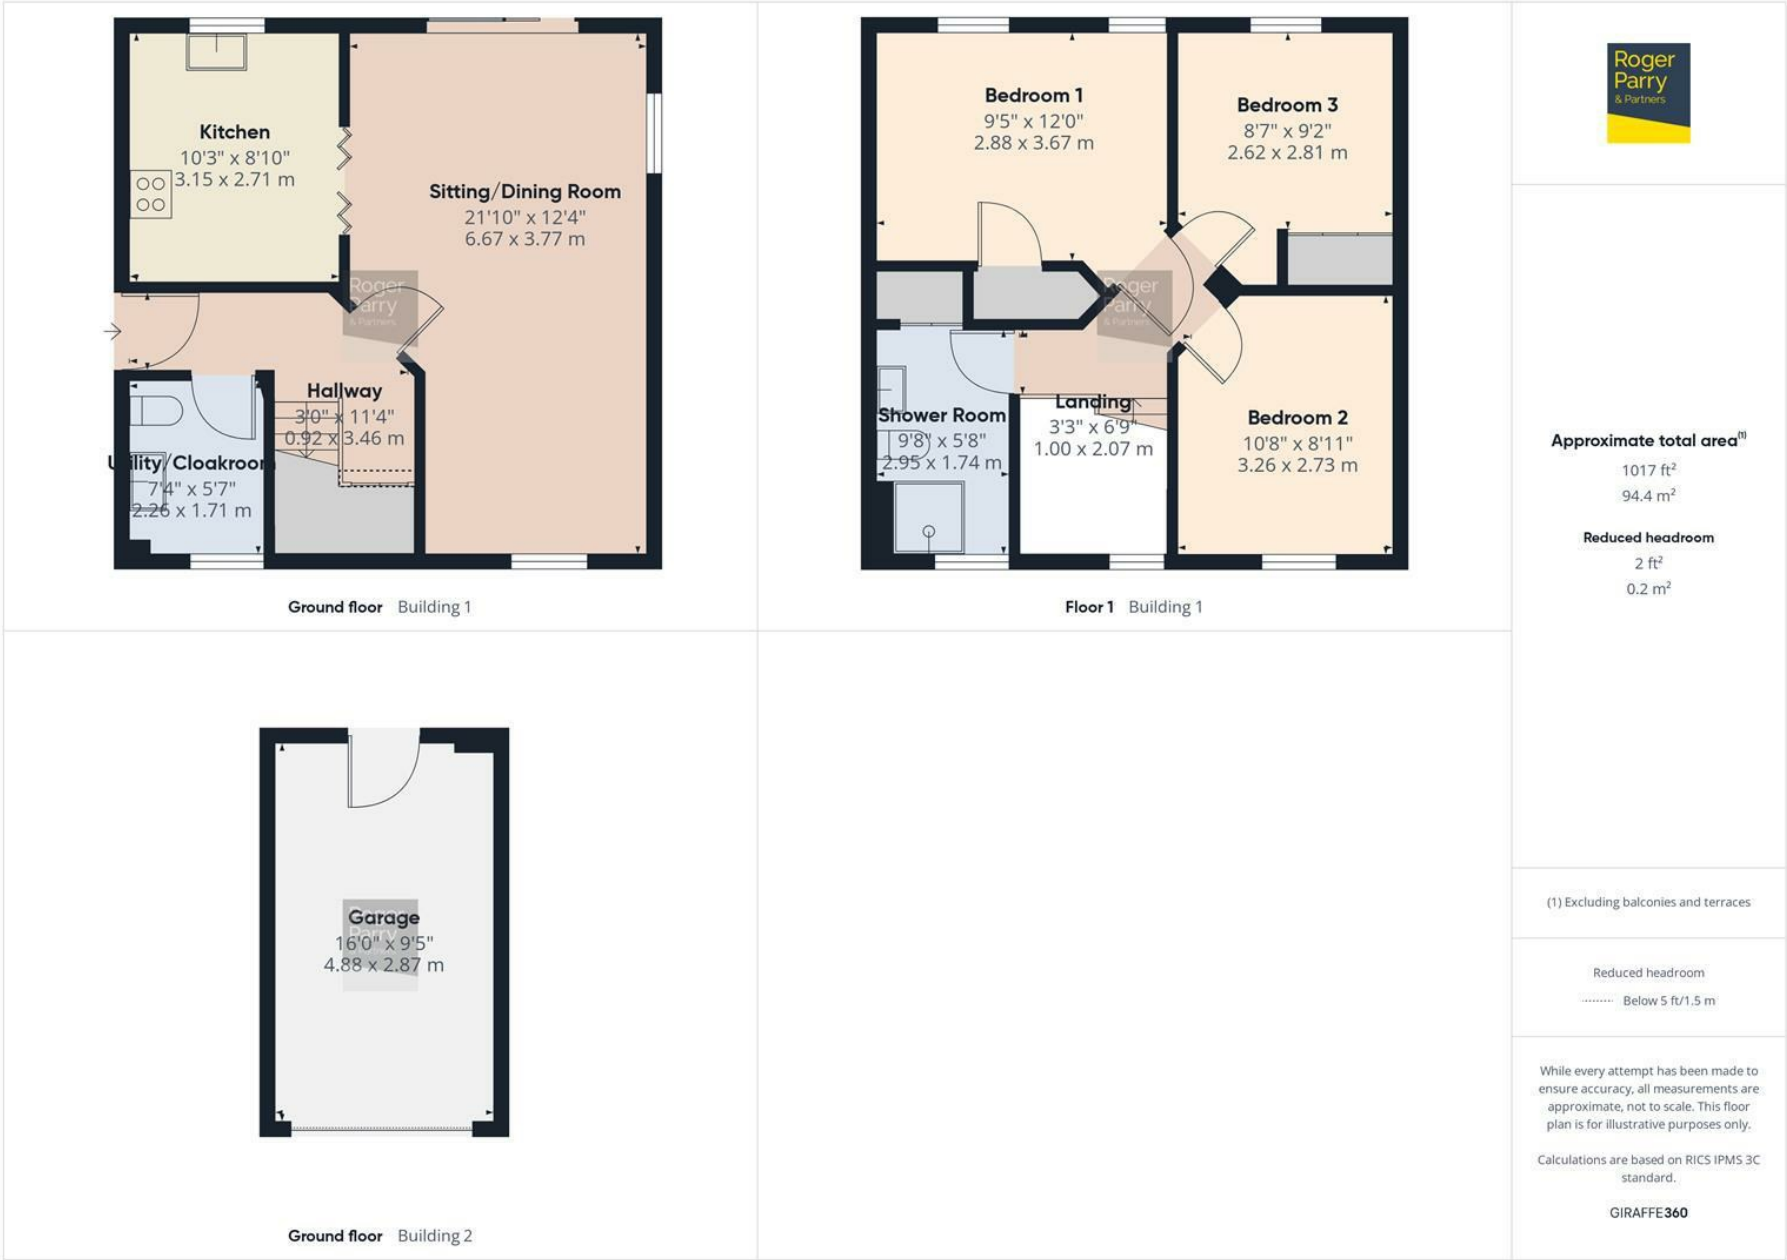 Kitchen
10'3" x 8'10"
3.15 x 2.71 m
Sitting/Dining Room
21'10" x 12'4"
6.67 x 3.77 m
Roger
Parry
& Partners
Hallway
3'0" x 11'4"
0.92 x 3.46 m
Utility/Cloakroom
7'4" x 5'7"
2.26 x 1.71 m
Ground floor Building 1
Bedroom 1
9'5" x 12'0"
2.88 x 3.67 m
Bedroom 3
8'7" x 9'2"
2.62 x 2.81 m
Roger
Parry
& Partners
Shower Room
9'8" x 5'8"
2.95 x 1.74 m
Landing
3'3" x 6'9"
1.00 x 2.07 m
Bedroom 2
10'8" x 8'11"
3.26 x 2.73 m
Floor 1 Building 1
Roger
Parry
Garage
16'0" x 9'5"
4.88 x 2.87 m
Ground floor Building 2
Roger
Parry
& Partners
Approximate total area(1)
1017 ft²
94.4 m²
Reduced headroom
2 ft²
0.2 m²
(1) Excluding balconies and terraces
Reduced headroom
Below 5 ft/1.5 m
While every attempt has been made to
ensure accuracy, all measurements are
approximate, not to scale. This floor
plan is for illustrative purposes only.
Calculations are based on RICS IPMS 3C
standard.
GIRAFFE360